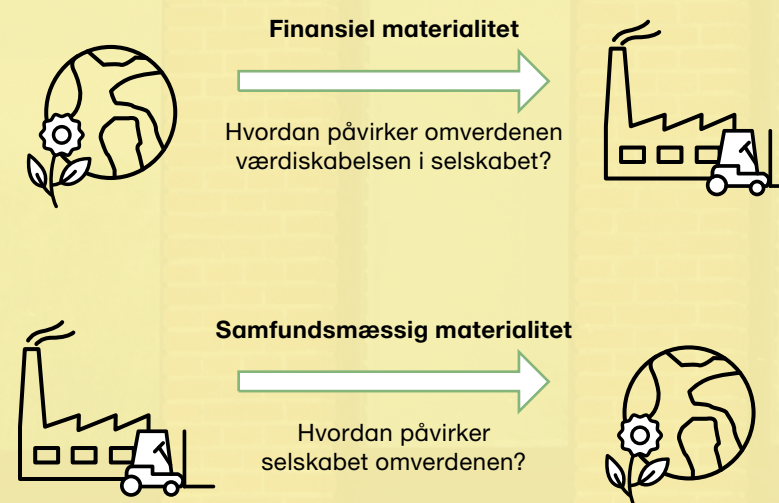 Finansiel materialitet
Hvordan påvirker omverdenen
værdiskabelsen i selskabet?
Samfundsmæssig materialitet
Hvordan påvirker
selskabet omverdenen?